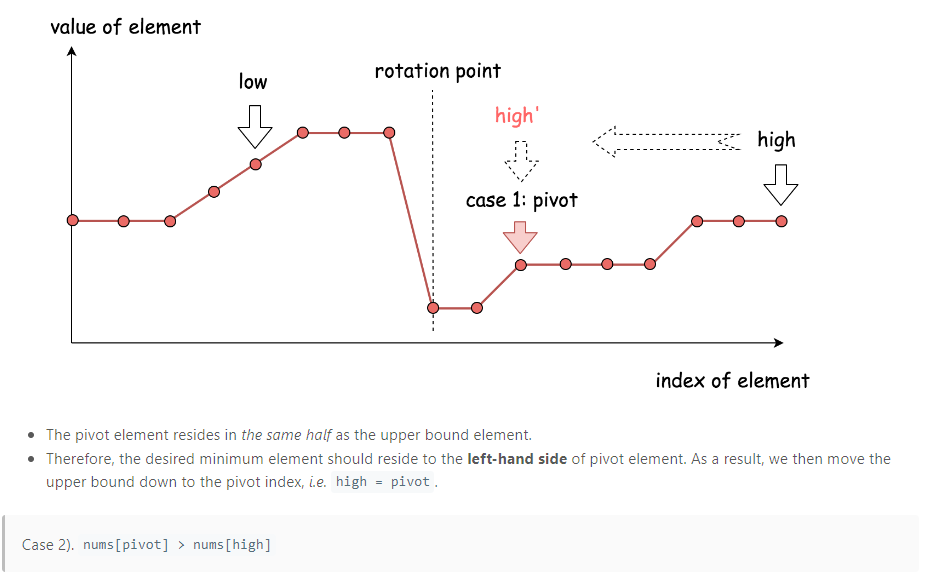 value of element
low
rotation point
high'
high
case 1: pivot
index of element
• The pivot element resides in the same half as the upper bound element.
• Therefore, the desired minimum element should reside to the left-hand side of pivot element. As a result, we then move the
upper bound down to the pivot index, i.e. high = pivot .
Case 2). nums[pivot] > nums[high]